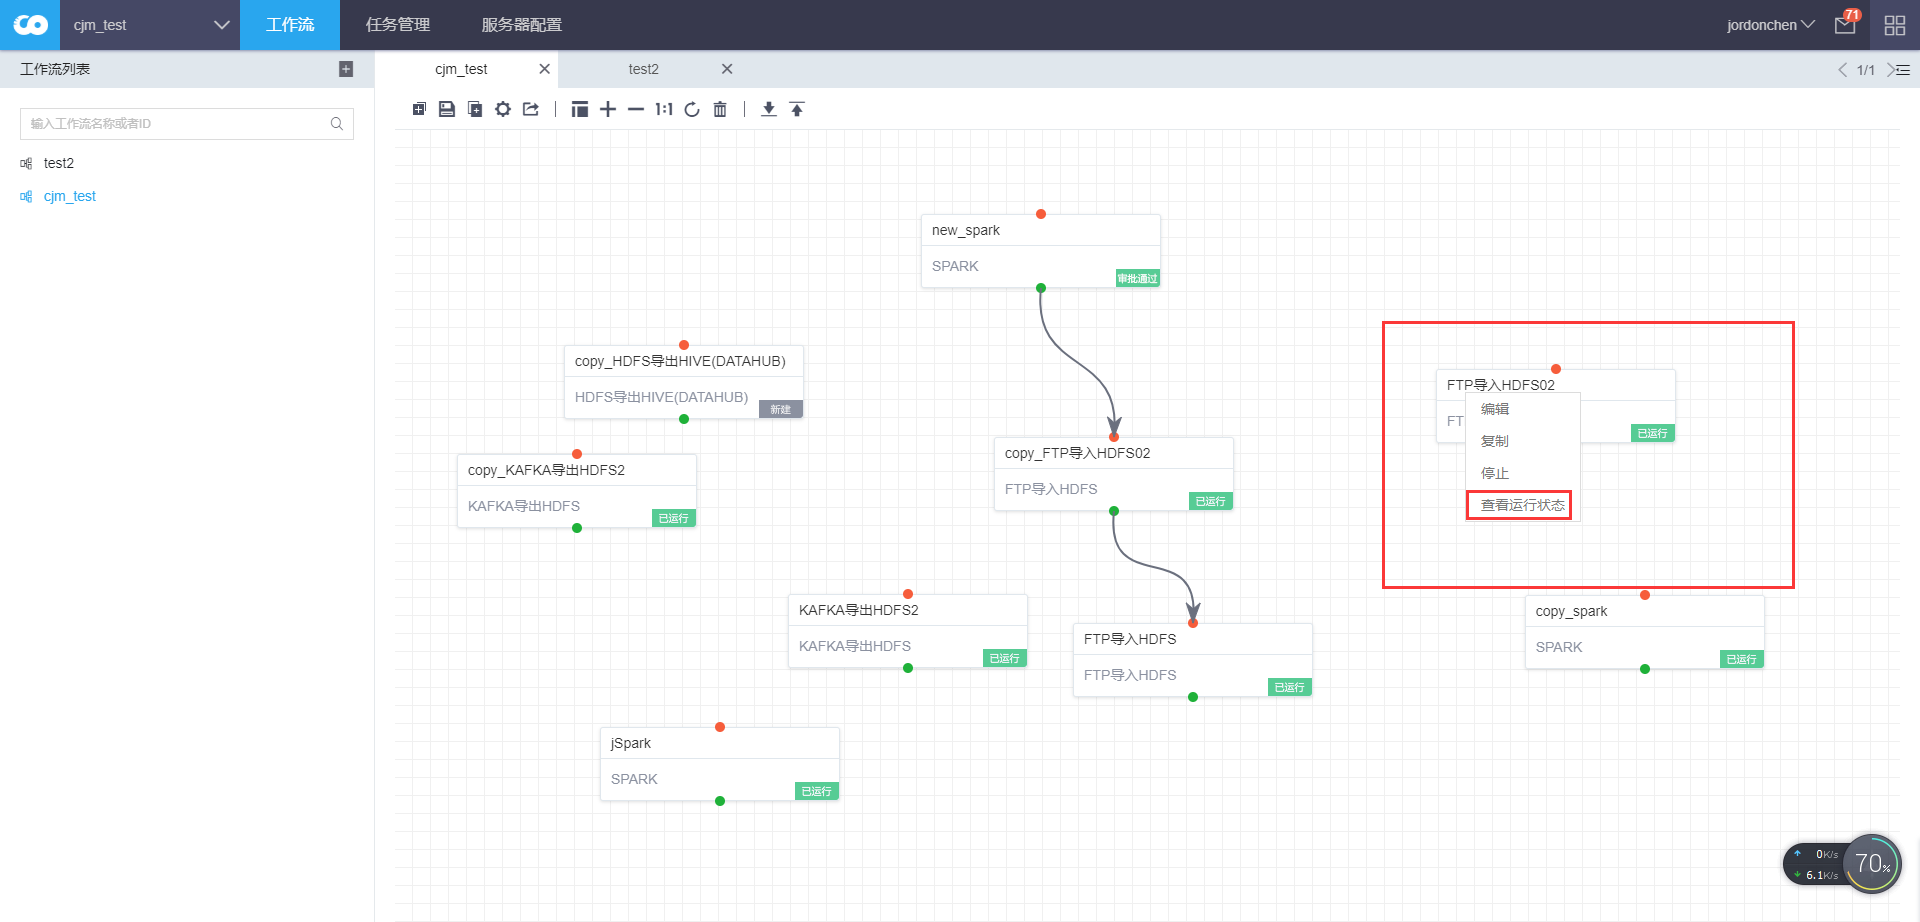 cjm_test
工作流
任务管理
服务器配置
jordonchen
71
工作流列表
cjm_test
test2
1/1
1:1
输入工作流名称或者ID
test2
cjm_test
new_spark
SPARK
审批通过
copy_HDFS导出HIVE(DATAHUB)
HDFS导出HIVE(DATAHUB)
新建
FTP导入HDFS02
FT
已运行
编辑
复制
停止
查看运行状态
copy_KAFKA导出HDFS2
KAFKA导出HDFS
已运行
copy_FTP导入HDFS02
FTP导入HDFS
已运行
KAFKA导出HDFS2
KAFKA导出HDFS
已运行
FTP导入HDFS
FTP导入HDFS
已运行
copy_spark
SPARK
已运行
jSpark
SPARK
已运行
0K/s
6.1K/s
70%